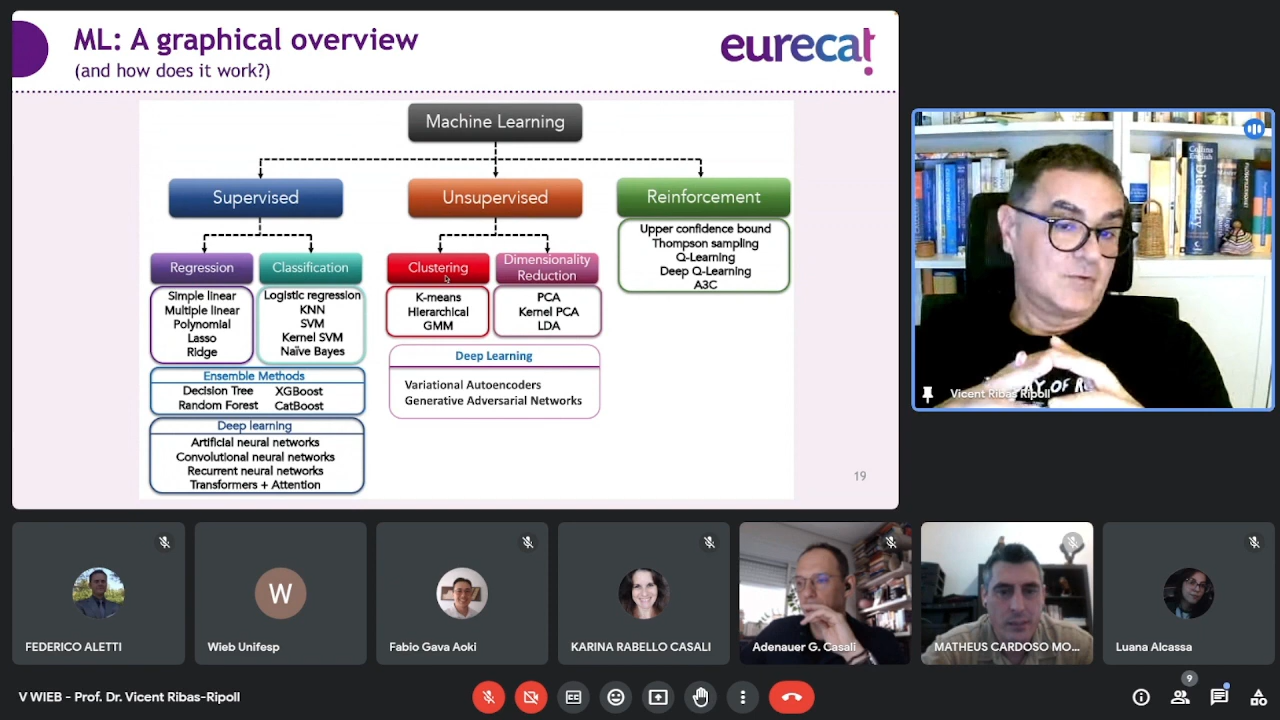 ML: A graphical overview
(and how does it work?)
eurecat
Machine Learning
Supervised
Unsupervised
Reinforcement
Regression
Classification
Clustering
Dimensionality
Reduction
Simple linear
Multiple linear
Polynomial
Lasso
Ridge
Logistic regression
KNN
SVM
Kernel SVM
Naïve Bayes
K-means
Hierarchical
GMM
PCA
Kernel PCA
LDA
Upper confidence bound
Thompson sampling
Q-Learning
Deep Q-Learning
A3C
Ensemble Methods
Decision Tree XGBoost
Random Forest CatBoost
Deep learning
Artificial neural networks
Convolutional neural networks
Recurrent neural networks
Transformers + Attention
Deep Learning
Variational Autoencoders
Generative Adversarial Networks
19
Collins
English
Dictionary
Vicent Ribas Ripoll
FEDERICO ALETTI
W
Wieb Unifesp
Fabio Gava Aoki
KARINA RABELLO CASALI
Adenauer G. Casali
MATHEUS CARDOSO MO...
Luana Alcassa
V WIEB - Prof. Dr. Vicent Ribas-Ripoll
CC
9